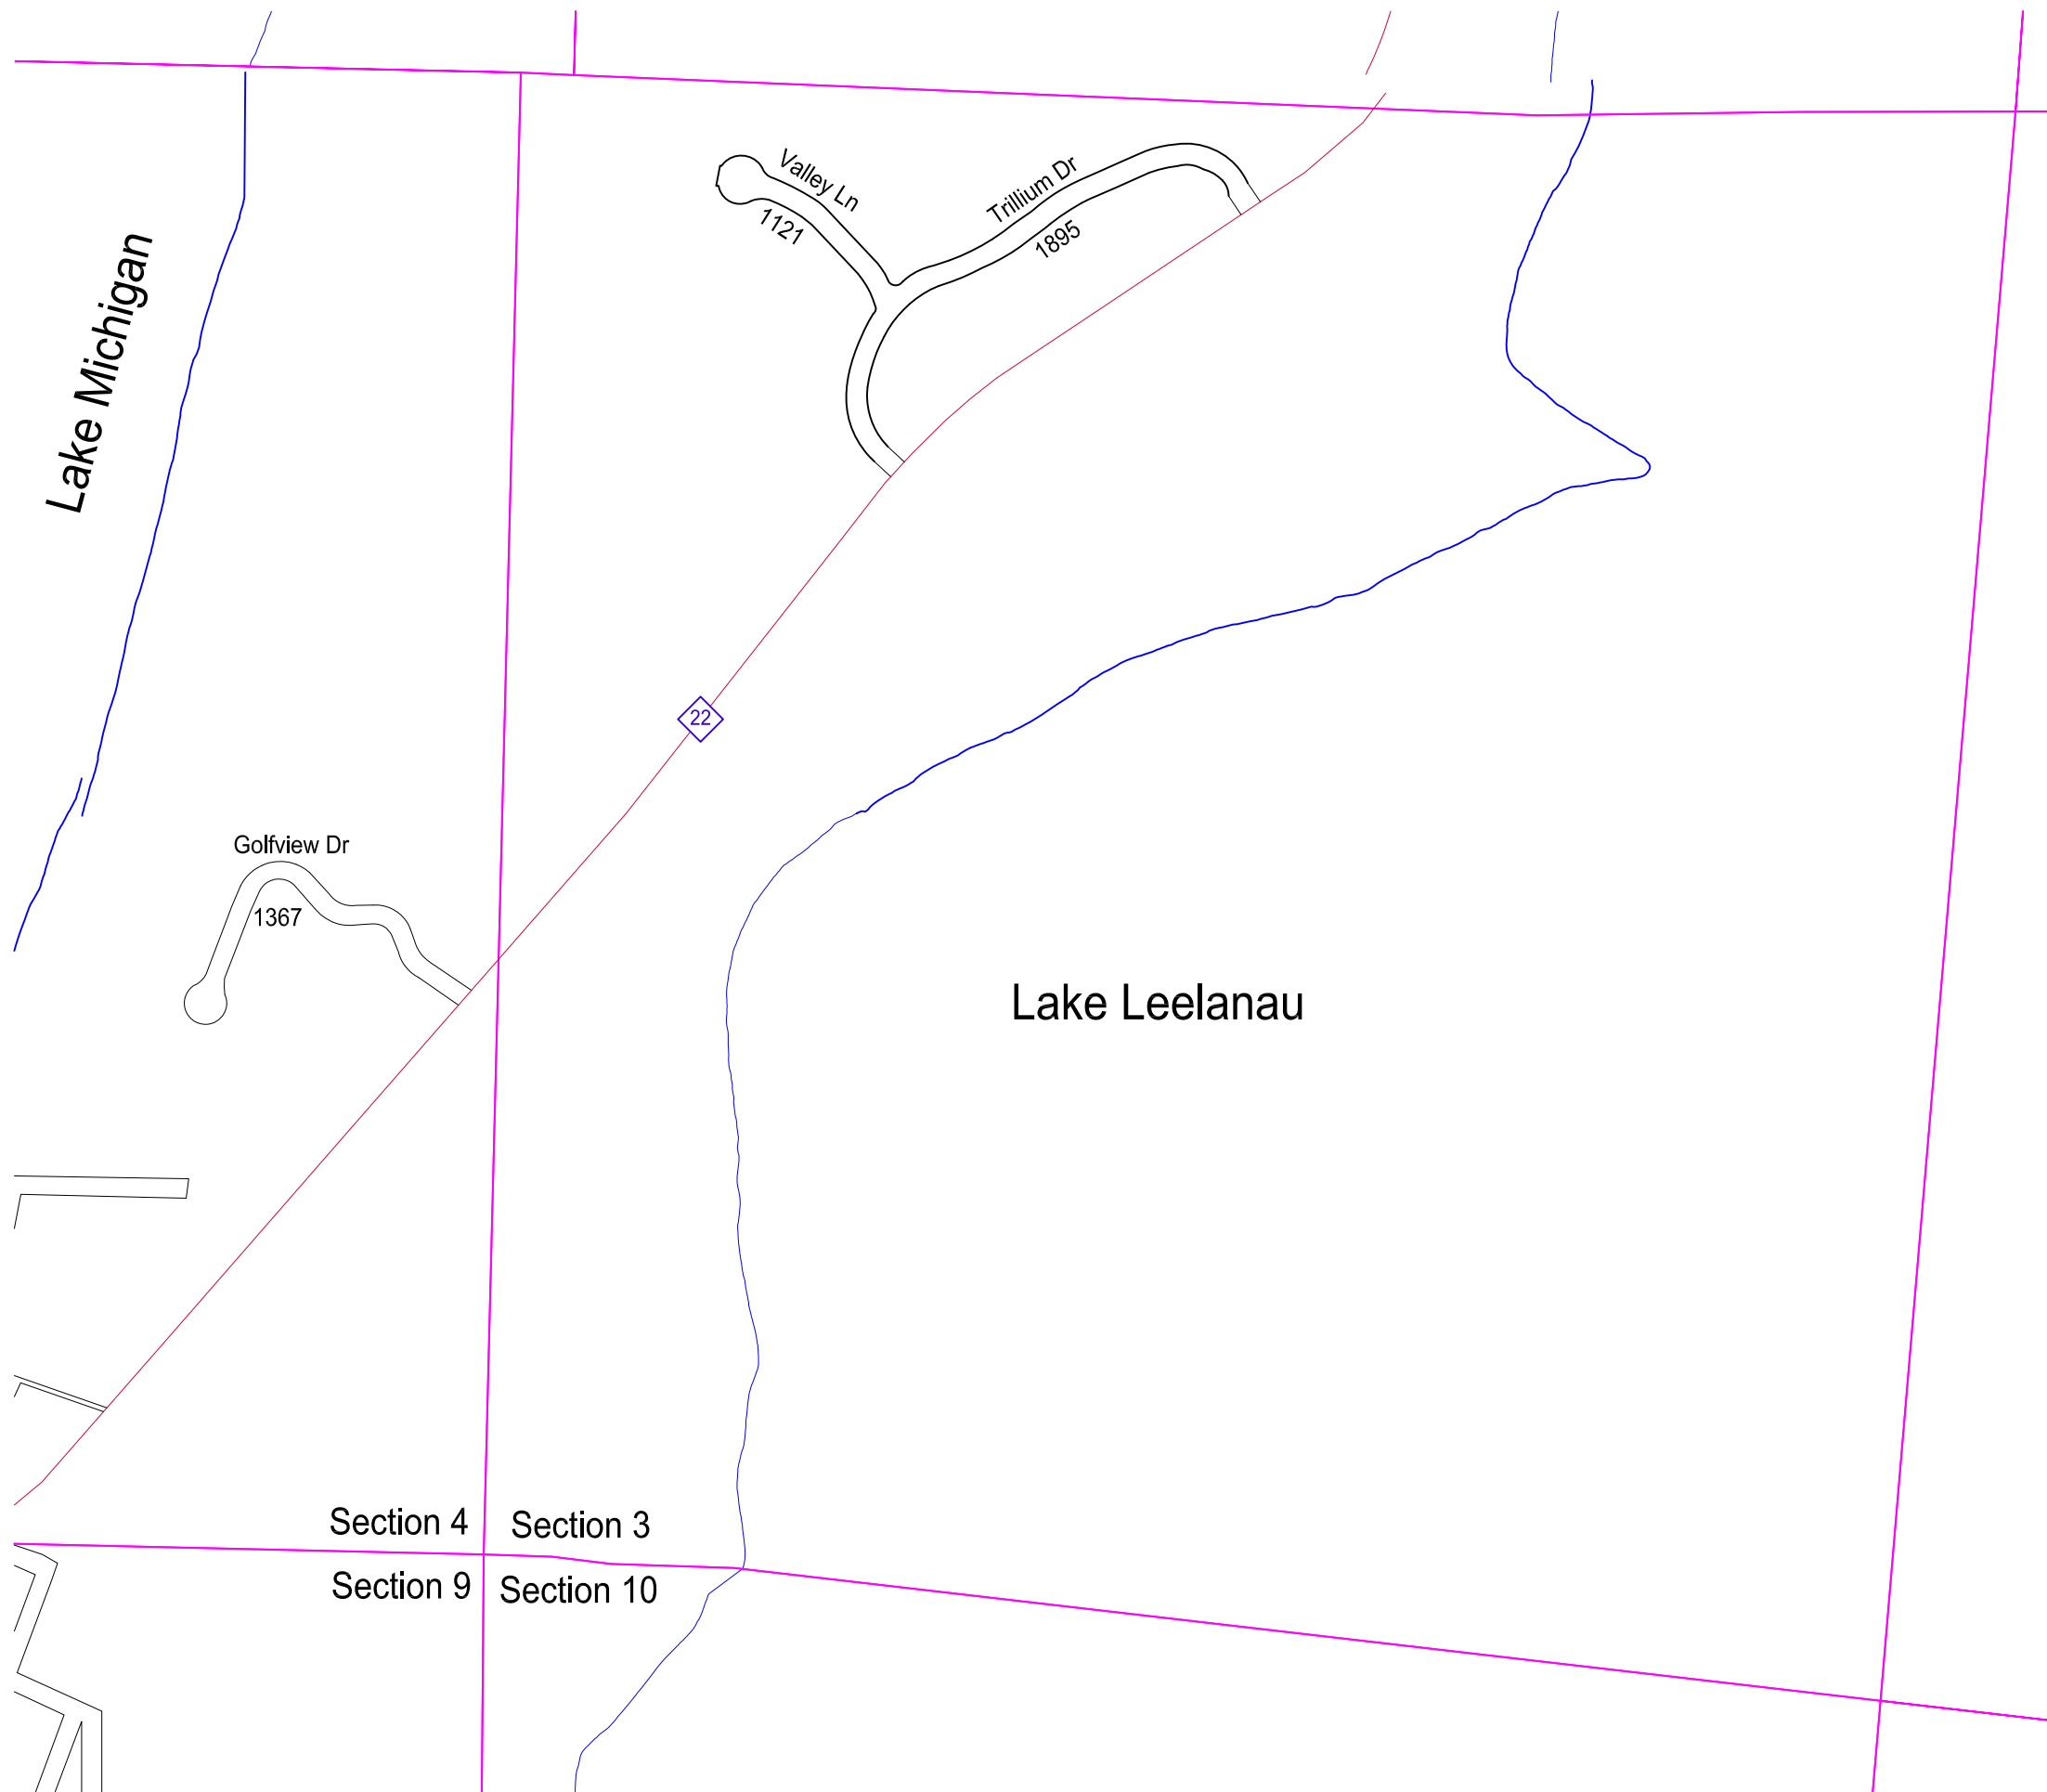 Valley Ln
1121
Trillium Dr
1895
Lake Michigan
22
Golfview Dr
1367
Lake Leelanau
Section 4
Section 3
Section 9
Section 10